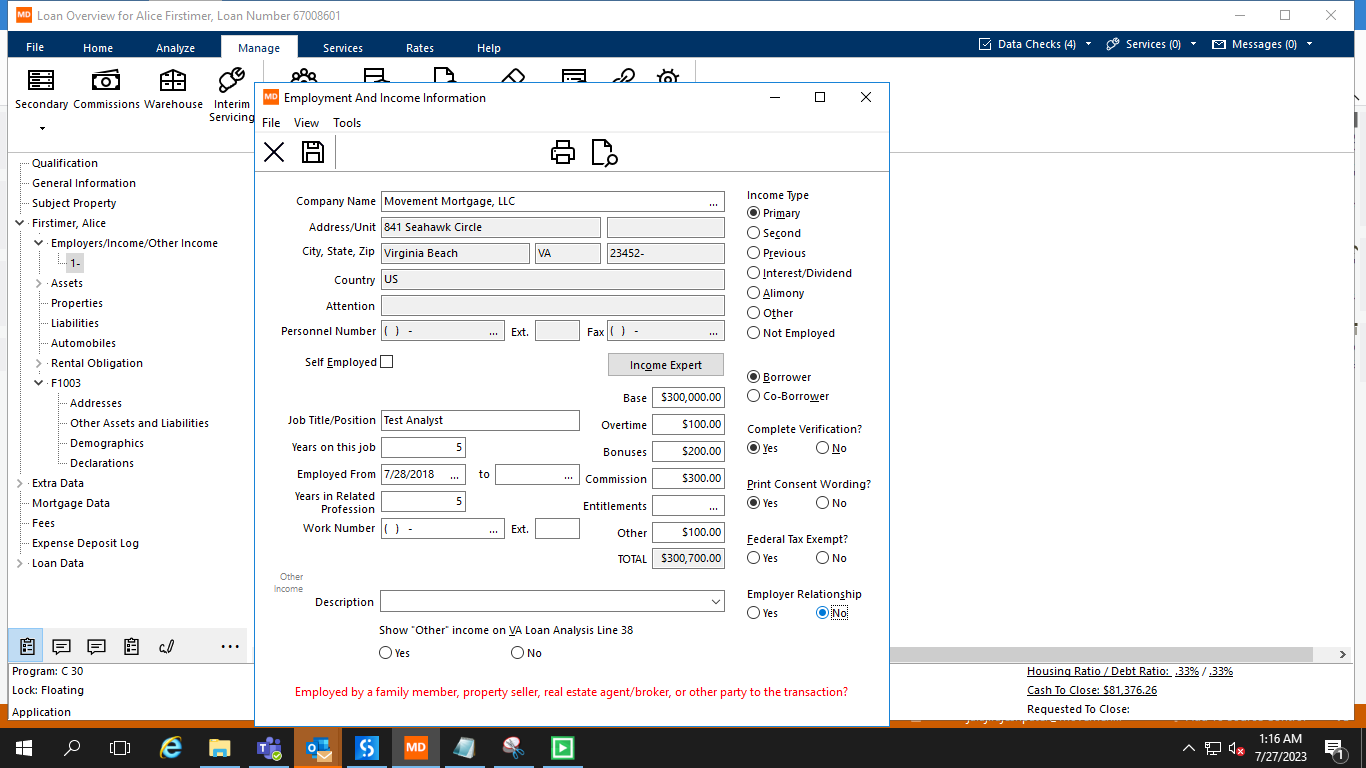 MD Loan Overview for Alice Firstimer, Loan Number 67008601
File Home Analyze Manage Services Rates Help
Data Checks (4) Services (0) Messages (0)
Secondary Commissions Warehouse Interim Servicing
Qualification
General Information
Subject Property
Firstimer, Alice
Employers/Income/Other Income
1-
Assets
Properties
Liabilities
Automobiles
Rental Obligation
F1003
Addresses
Other Assets and Liabilities
Demographics
Declarations
Extra Data
Mortgage Data
Fees
Expense Deposit Log
Loan Data
...
Program: C 30
Lock: Floating
Application
MD Employment And Income Information
File View Tools
Company Name Movement Mortgage, LLC ...
Address/Unit 841 Seahawk Circle
City, State, Zip Virginia Beach VA 23452-
Country US
Attention
Personnel Number ( ) - ... Ext. Fax ( ) - ...
Self Employed
Income Expert
Base $300,000.00
Job Title/Position Test Analyst
Overtime $100.00
Years on this job 5
Bonuses $200.00
Employed From 7/28/2018 ... to ...
Commission $300.00
Years in Related Profession 5
Entitlements ...
Work Number ( ) - ... Ext.
Other $100.00
TOTAL $300,700.00
Other Income
Description
Show "Other" income on VA Loan Analysis Line 38
Yes No
Employed by a family member, property seller, real estate agent/broker, or other party to the transaction?
Income Type
Primary
Second
Previous
Interest/Dividend
Alimony
Other
Not Employed
Borrower
Co-Borrower
Complete Verification?
Yes No
Print Consent Wording?
Yes No
Federal Tax Exempt?
Yes No
Employer Relationship
Yes No
Housing Ratio / Debt Ratio: .33% / .33%
Cash To Close: $81,376.26
Requested To Close:
MD
1:16 AM
7/27/2023
1